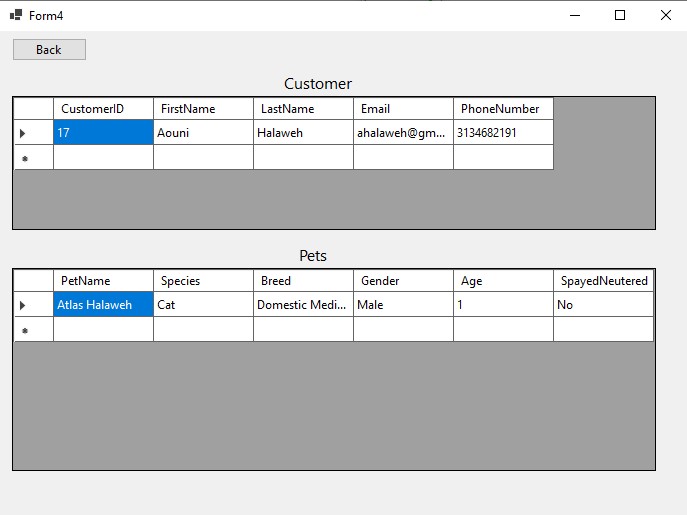 Form4
Back
Customer
CustomerID FirstName LastName Email PhoneNumber
17 Aouni Halaweh ahalaweh@gm... 3134682191
Pets
PetName Species Breed Gender Age SpayedNeutered
Atlas Halaweh Cat Domestic Medi... Male 1 No